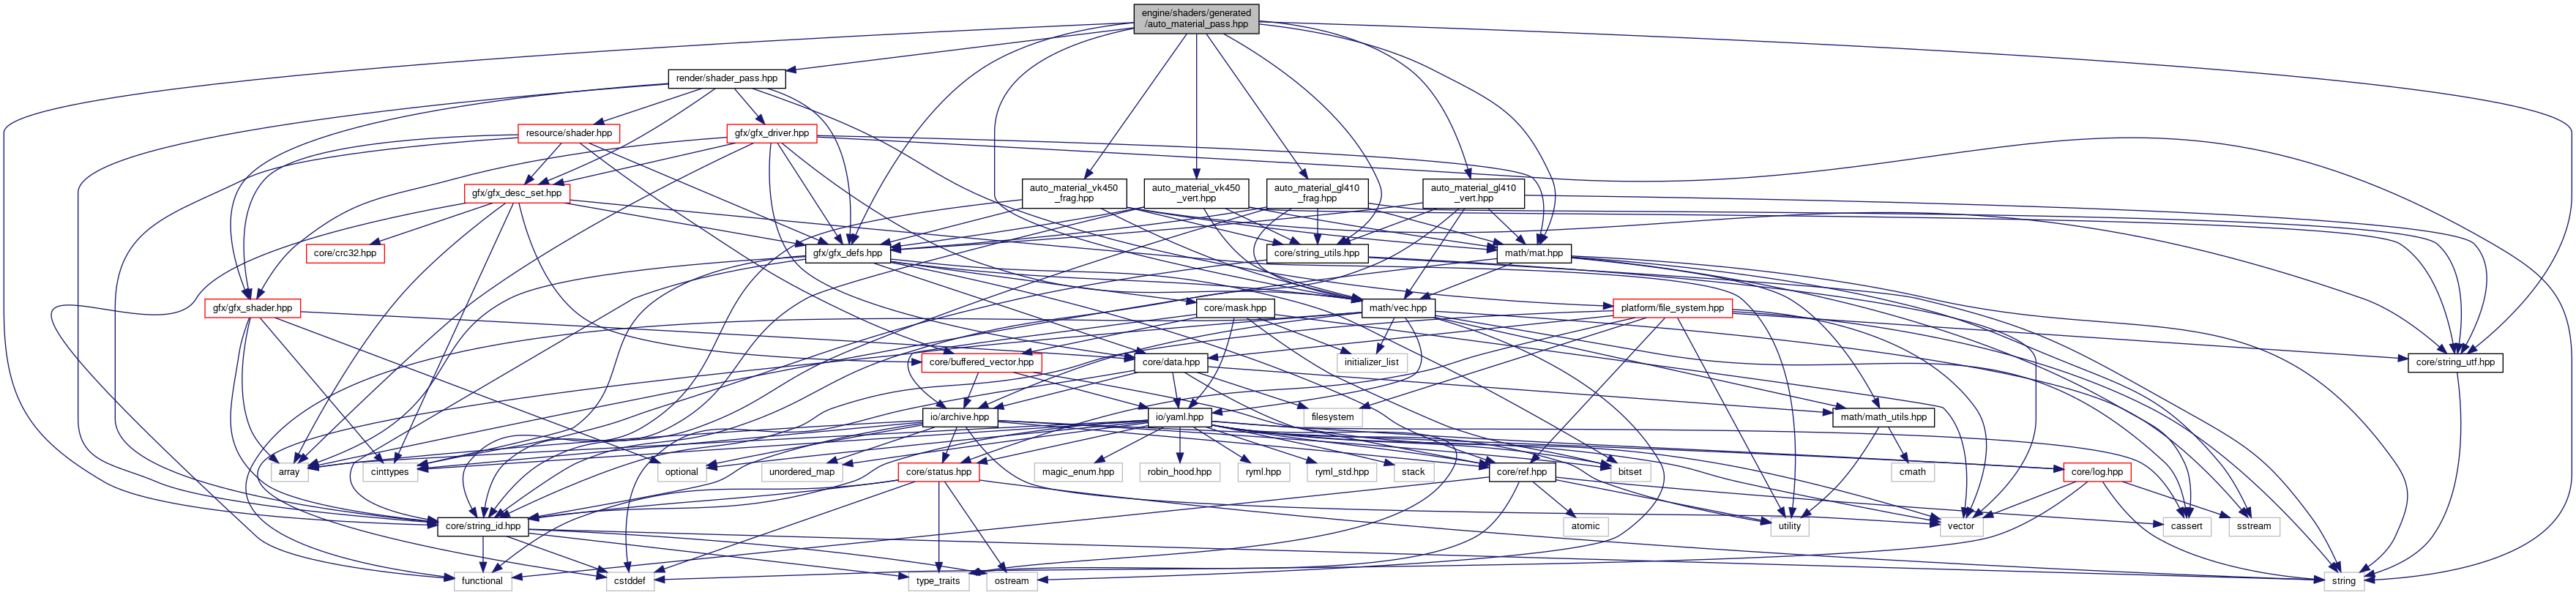 engine/shaders/generated
/auto_material_pass.hpp
render/shader_pass.hpp
resource/shader.hpp
gfx/gfx_driver.hpp
gfx/gfx_desc_set.hpp
auto_material_vk450
_frag.hpp
auto_material_vk450
_vert.hpp
auto_material_gl410
_frag.hpp
auto_material_gl410
_vert.hpp
core/crc32.hpp
gfx/gfx_defs.hpp
core/string_utils.hpp
math/mat.hpp
gfx/gfx_shader.hpp
core/mask.hpp
math/vec.hpp
platform/file_system.hpp
core/buffered_vector.hpp
core/data.hpp
initializer_list
core/string_utf.hpp
io/archive.hpp
io/yaml.hpp
filesystem
math/math_utils.hpp
array
cinttypes
optional
unordered_map
core/status.hpp
magic_enum.hpp
robin_hood.hpp
ryml.hpp
ryml_std.hpp
stack
core/ref.hpp
bitset
cmath
core/log.hpp
core/string_id.hpp
atomic
utility
vector
cassert
sstream
functional
cstddef
type_traits
ostream
string